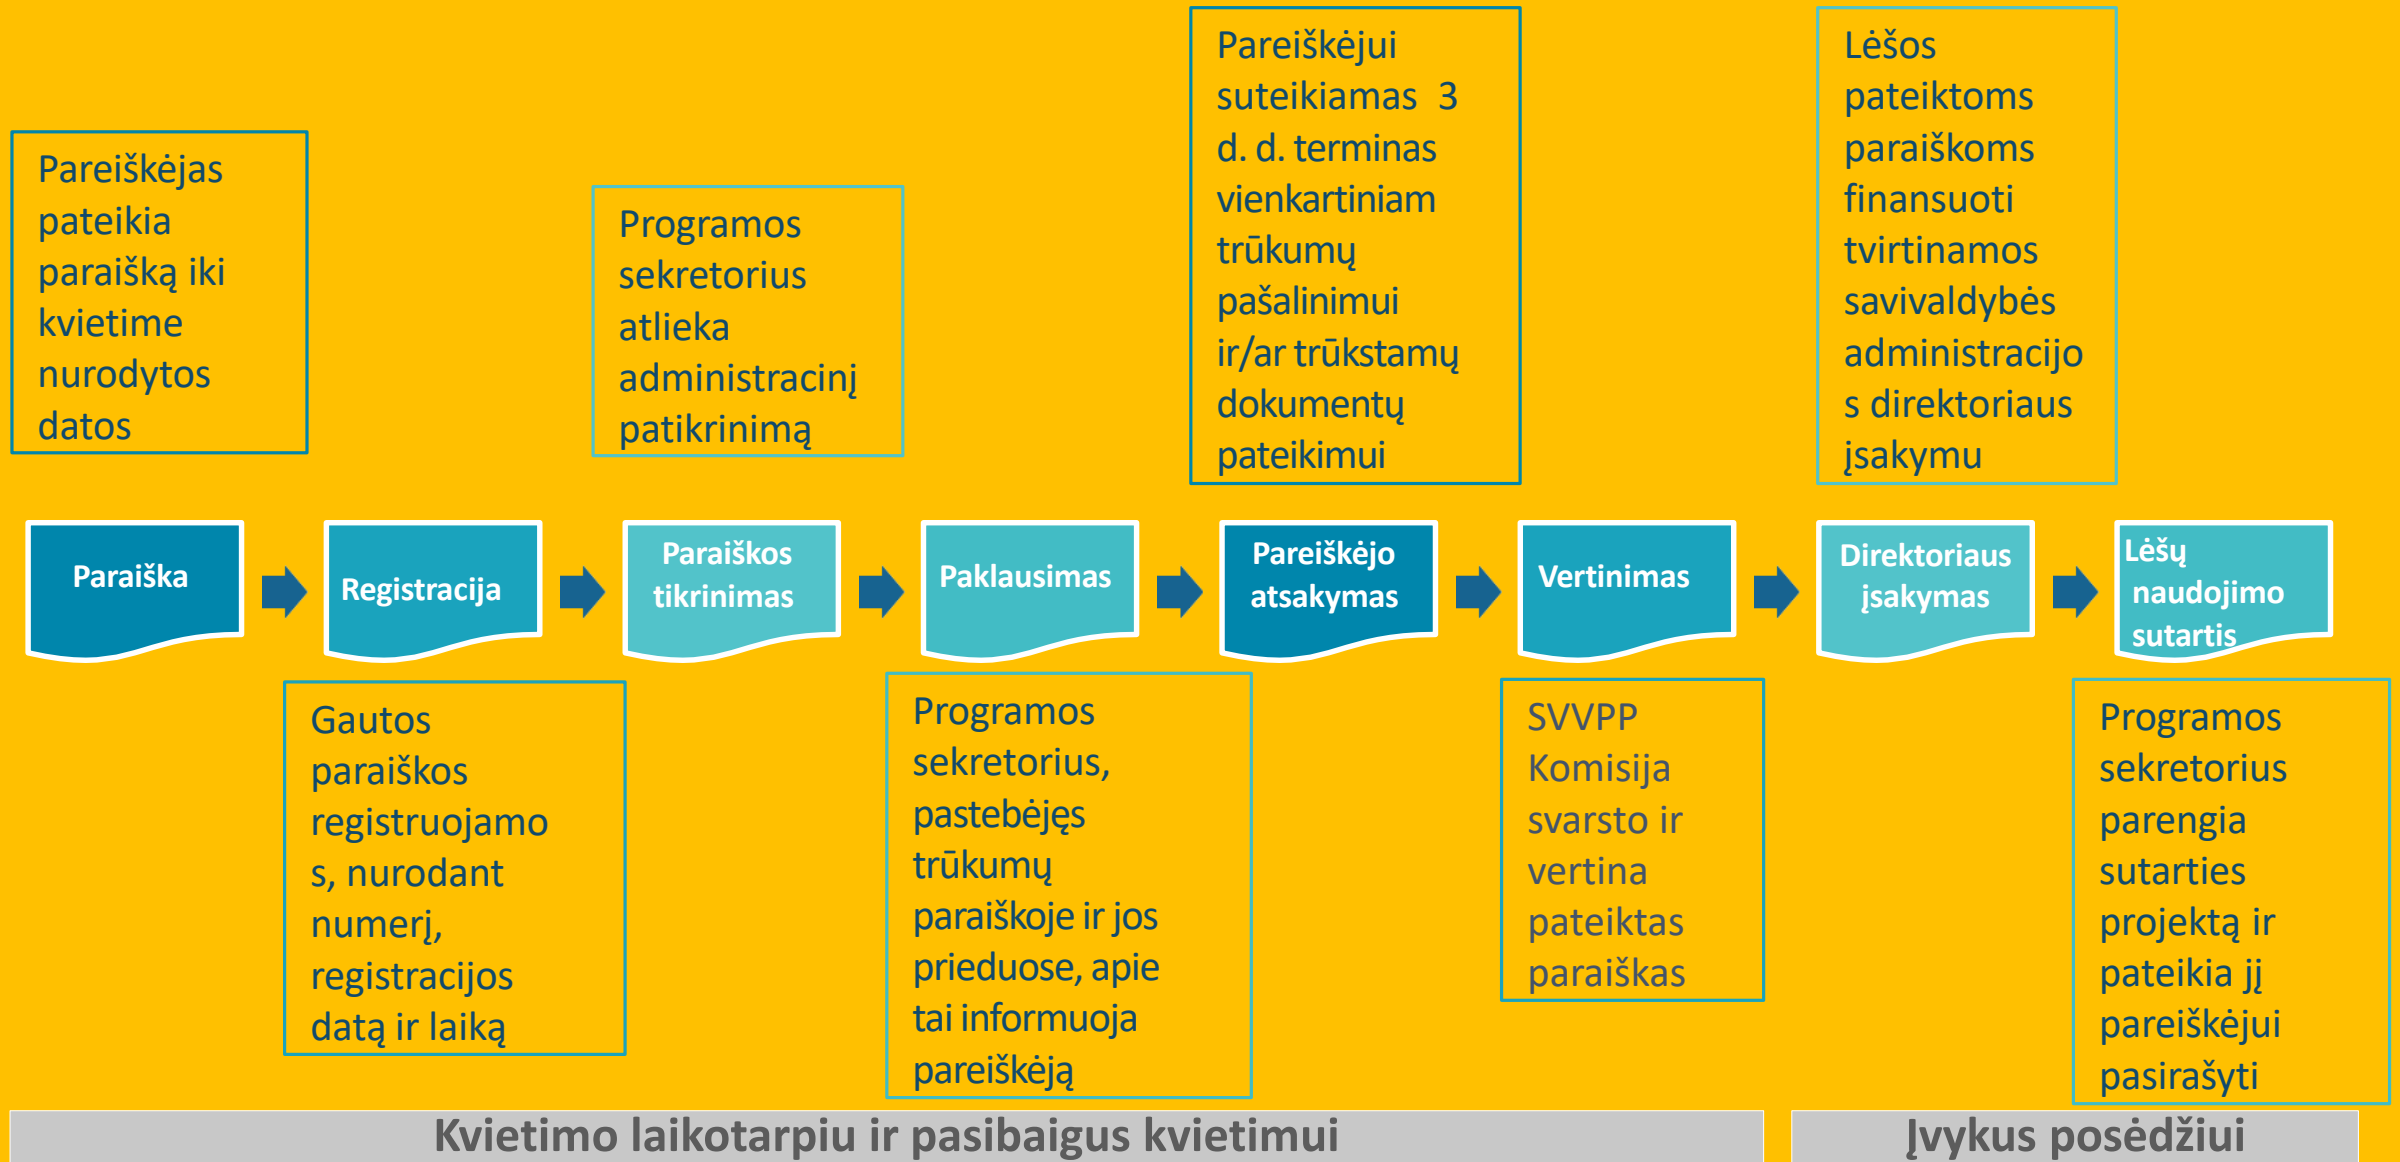 Pareiškėjas
pateikia
paraišką iki
kvietime
nurodytos
datos
Programos
sekretorius
atlieka
administracinį
patikrinimą
Pareiškėjui
suteikiamas 3
d. d. terminas
vienkartiniam
trūkumų
pašalinimui
ir/ar trūkstamų
dokumentų
pateikimui
Lėšos
pateiktoms
paraiškoms
finansuoti
tvirtinamos
savivaldybės
administracijo
s direktoriaus
įsakymu
Paraiška
Registracija
Paraiškos
tikrinimas
Paklausimas
Pareiškėjo
atsakymas
Vertinimas
Direktoriaus
įsakymas
Lėšų
naudojimo
sutartis
Gautos
paraiškos
registruojamo
s, nurodant
numerį,
registracijos
datą ir laiką
Programos
sekretorius,
pastebėjęs
trūkumų
paraiškoje ir jos
prieduose, apie
tai informuoja
pareiškėją
SVVPP
Komisija
svarsto ir
vertina
pateiktas
paraiškas
Programos
sekretorius
parengia
sutarties
projektą ir
pateikia jį
pareiškėjui
pasirašyti
Kvietimo laikotarpiu ir pasibaigus kvietimui
Įvykus posėdžiui